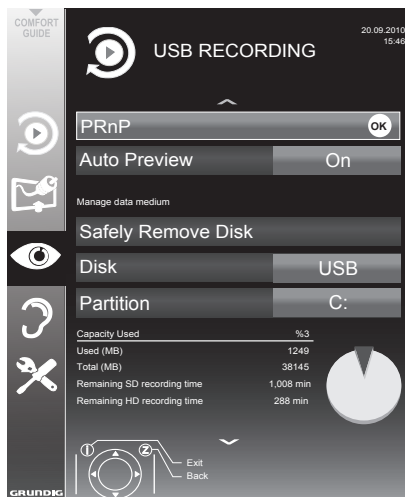 COMFORT
GUIDE
USB RECORDING
20.09.2010
15:46
PRnP
OK
Auto Preview On
Manage data medium
Safely Remove Disk
Disk USB
Partition C:
Capacity Used %3
Used (MB) 1249
Total (MB) 38145
Remaining SD recording time 1,008 min
Remaining HD recording time 288 min
Z
Exit
Back
GRUNDIG